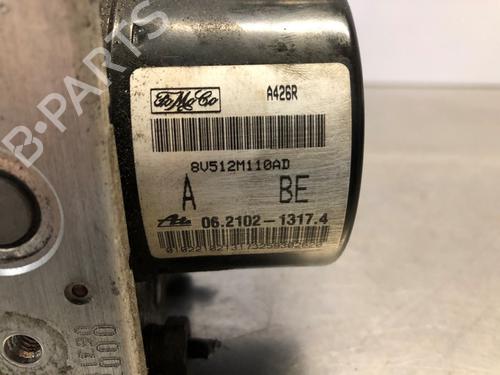 FoMoCo A426R
8V512M110AD
A BE
Ate 06.2102-1317.4
B-PARTS